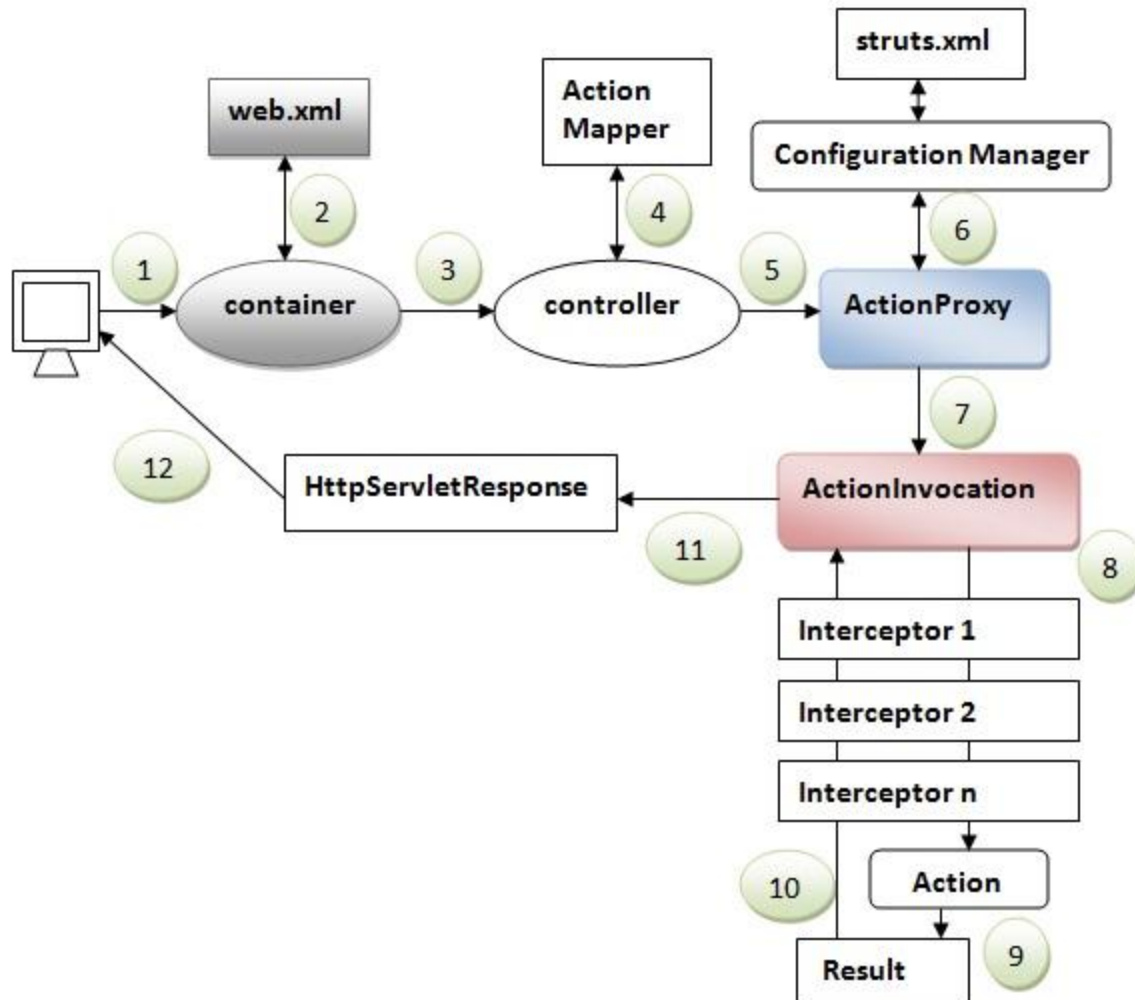 struts.xml
web.xml
Action
Mapper
Configuration Manager
2
4
6
1
3
5
container
controller
ActionProxy
7
12
HttpServletResponse
ActionInvocation
11
8
Interceptor 1
Interceptor 2
Interceptor n
10
Action
9
Result